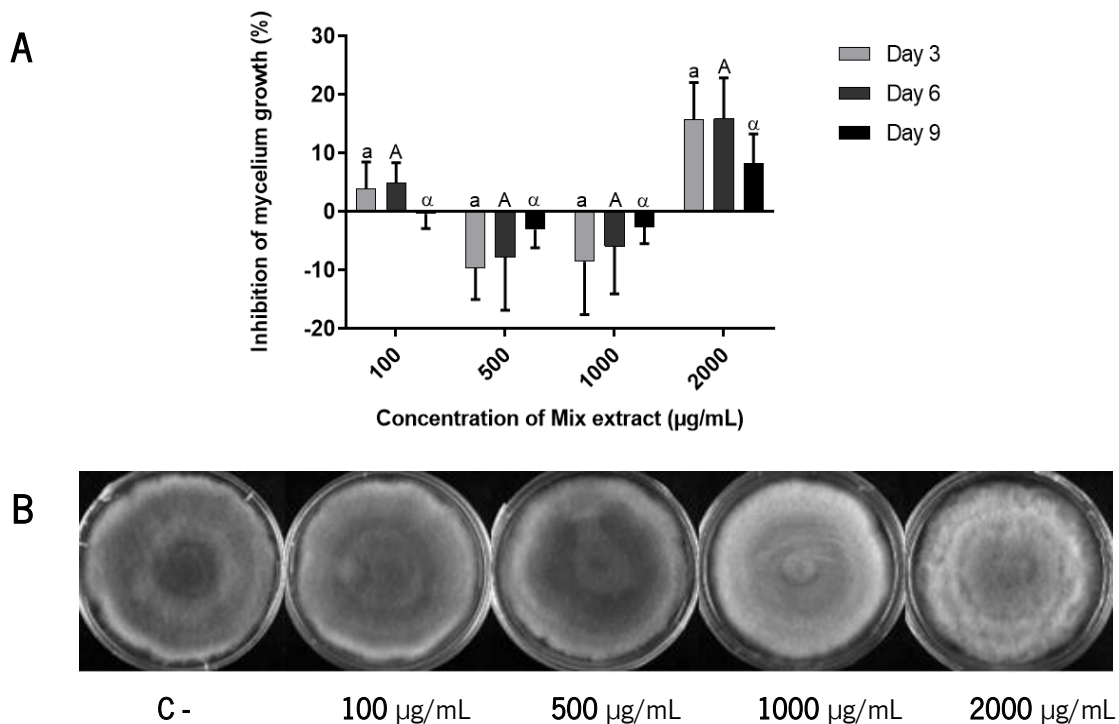 A
Inhibition of mycelium growth (%)
30
20
10
0
-10
-20
a A α
a A α
a A α
a A α
100 500 1000 2000
Concentration of Mix extract (µg/mL)
Day 3
Day 6
Day 9
B
C - 100 µg/mL 500 µg/mL 1000 µg/mL 2000 µg/mL